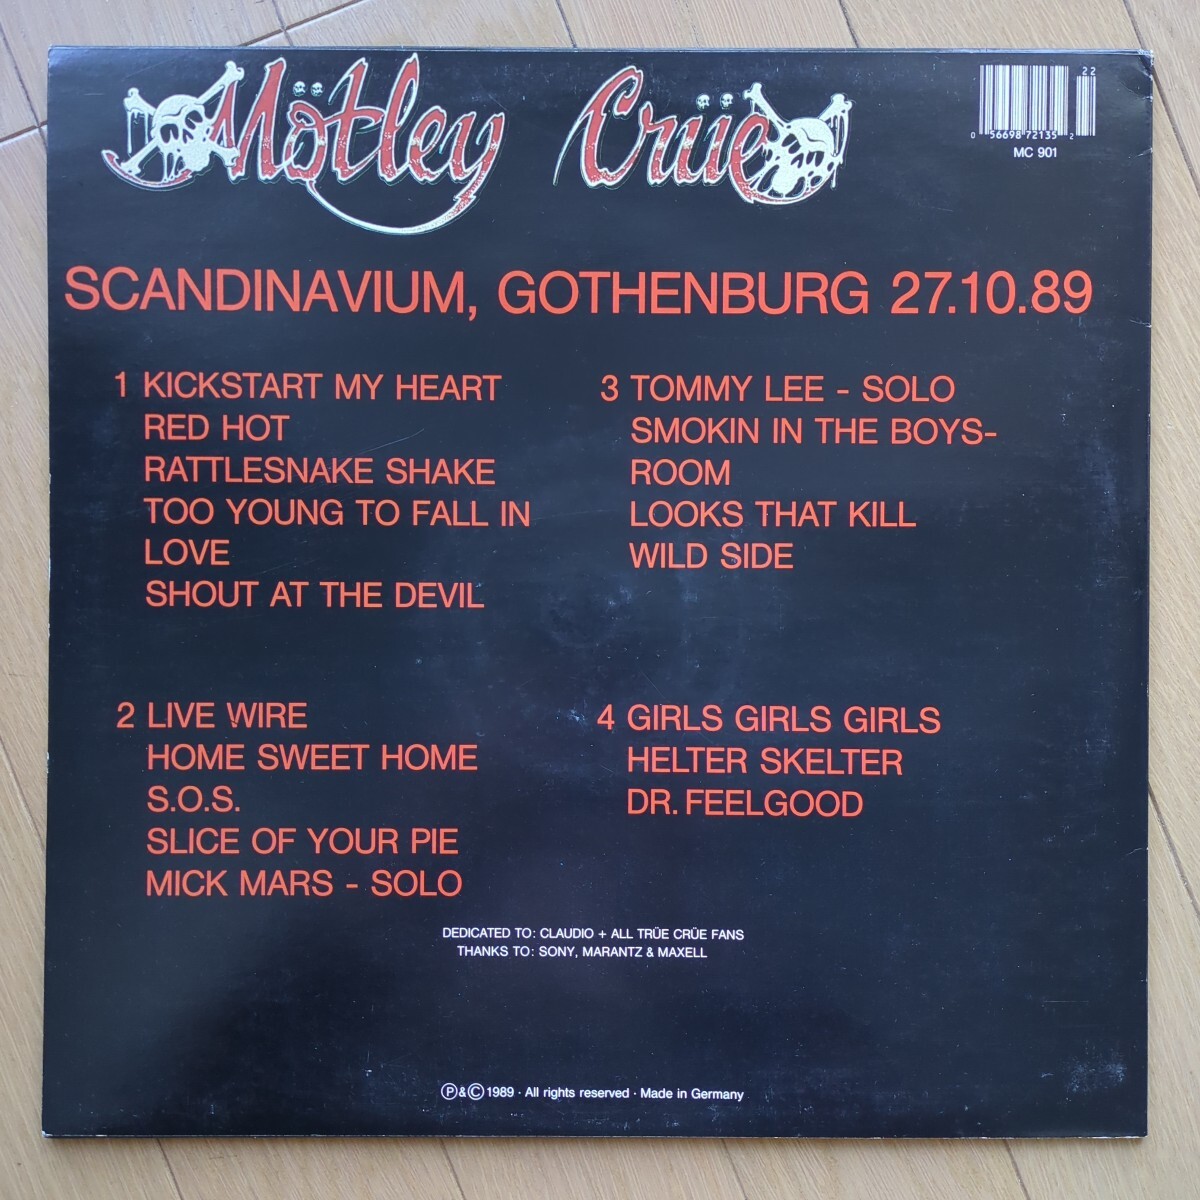 Mötley Crüe
22
0 56698 72135 2
MC 901
SCANDINAVIUM, GOTHENBURG 27.10.89
1 KICKSTART MY HEART
RED HOT
RATTLESNAKE SHAKE
TOO YOUNG TO FALL IN
LOVE
SHOUT AT THE DEVIL
2 LIVE WIRE
HOME SWEET HOME
S.O.S.
SLICE OF YOUR PIE
MICK MARS - SOLO
3 TOMMY LEE - SOLO
SMOKIN IN THE BOYS-
ROOM
LOOKS THAT KILL
WILD SIDE
4 GIRLS GIRLS GIRLS
HELTER SKELTER
DR. FEELGOOD
DEDICATED TO: CLAUDIO + ALL TRÜE CRÜE FANS
THANKS TO: SONY, MARANTZ & MAXELL
Ⓟ&Ⓒ 1989 · All rights reserved · Made in Germany